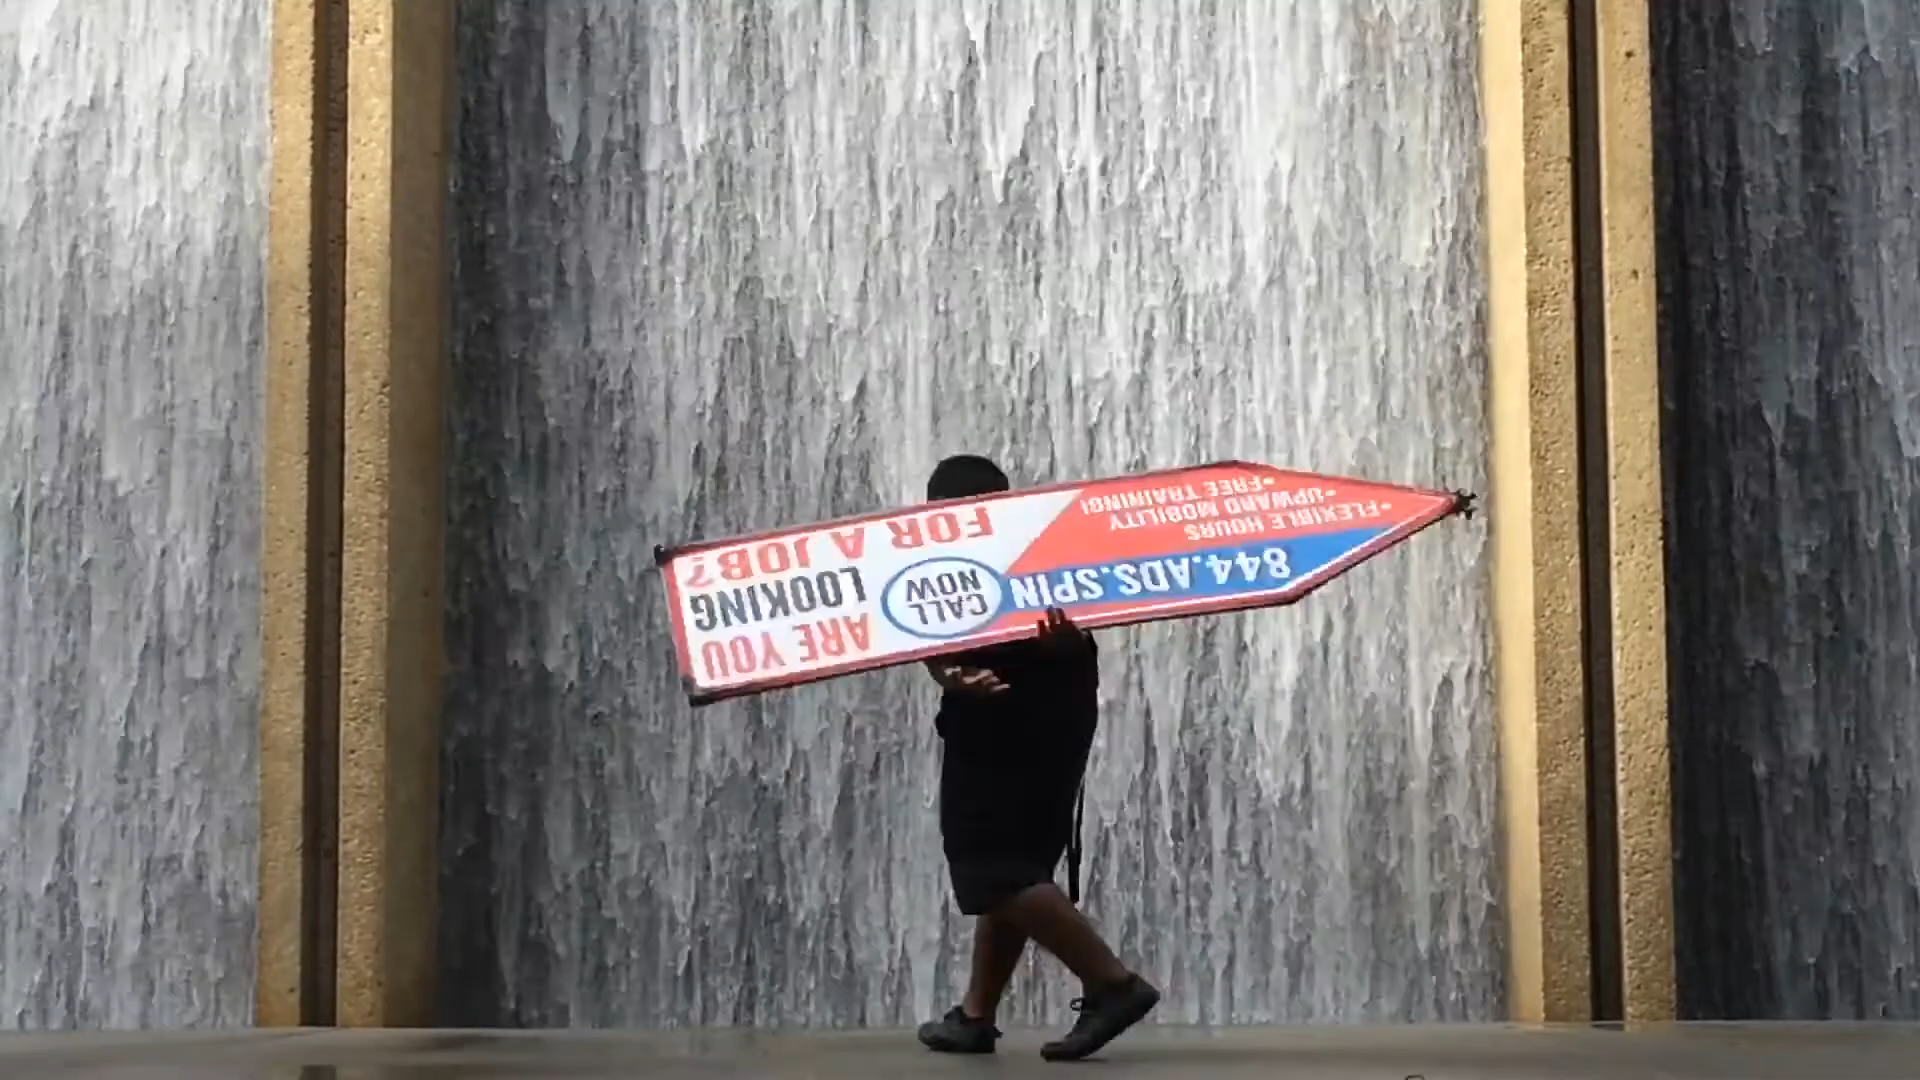 ARE YOU
LOOKING
FOR A JOB?
CALL
NOW
844.ADS.SPIN
•FLEXIBLE HOURS
•UPWARD MOBILITY
•FREE TRAINING!